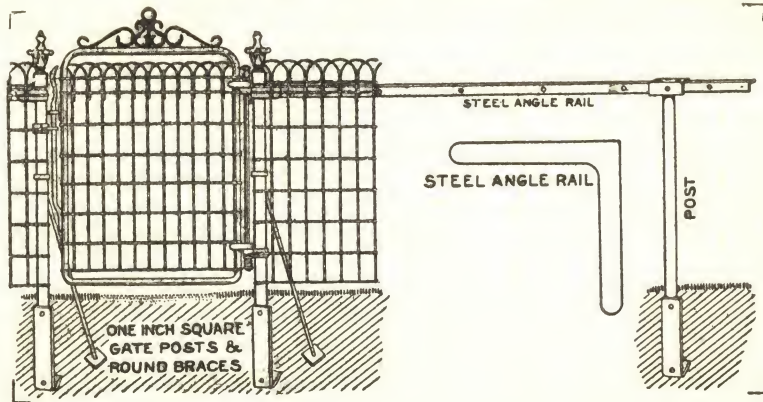 STEEL ANGLE RAIL
STEEL ANGLE RAIL
POST
ONE INCH SQUARE
GATE POSTS &
ROUND BRACES